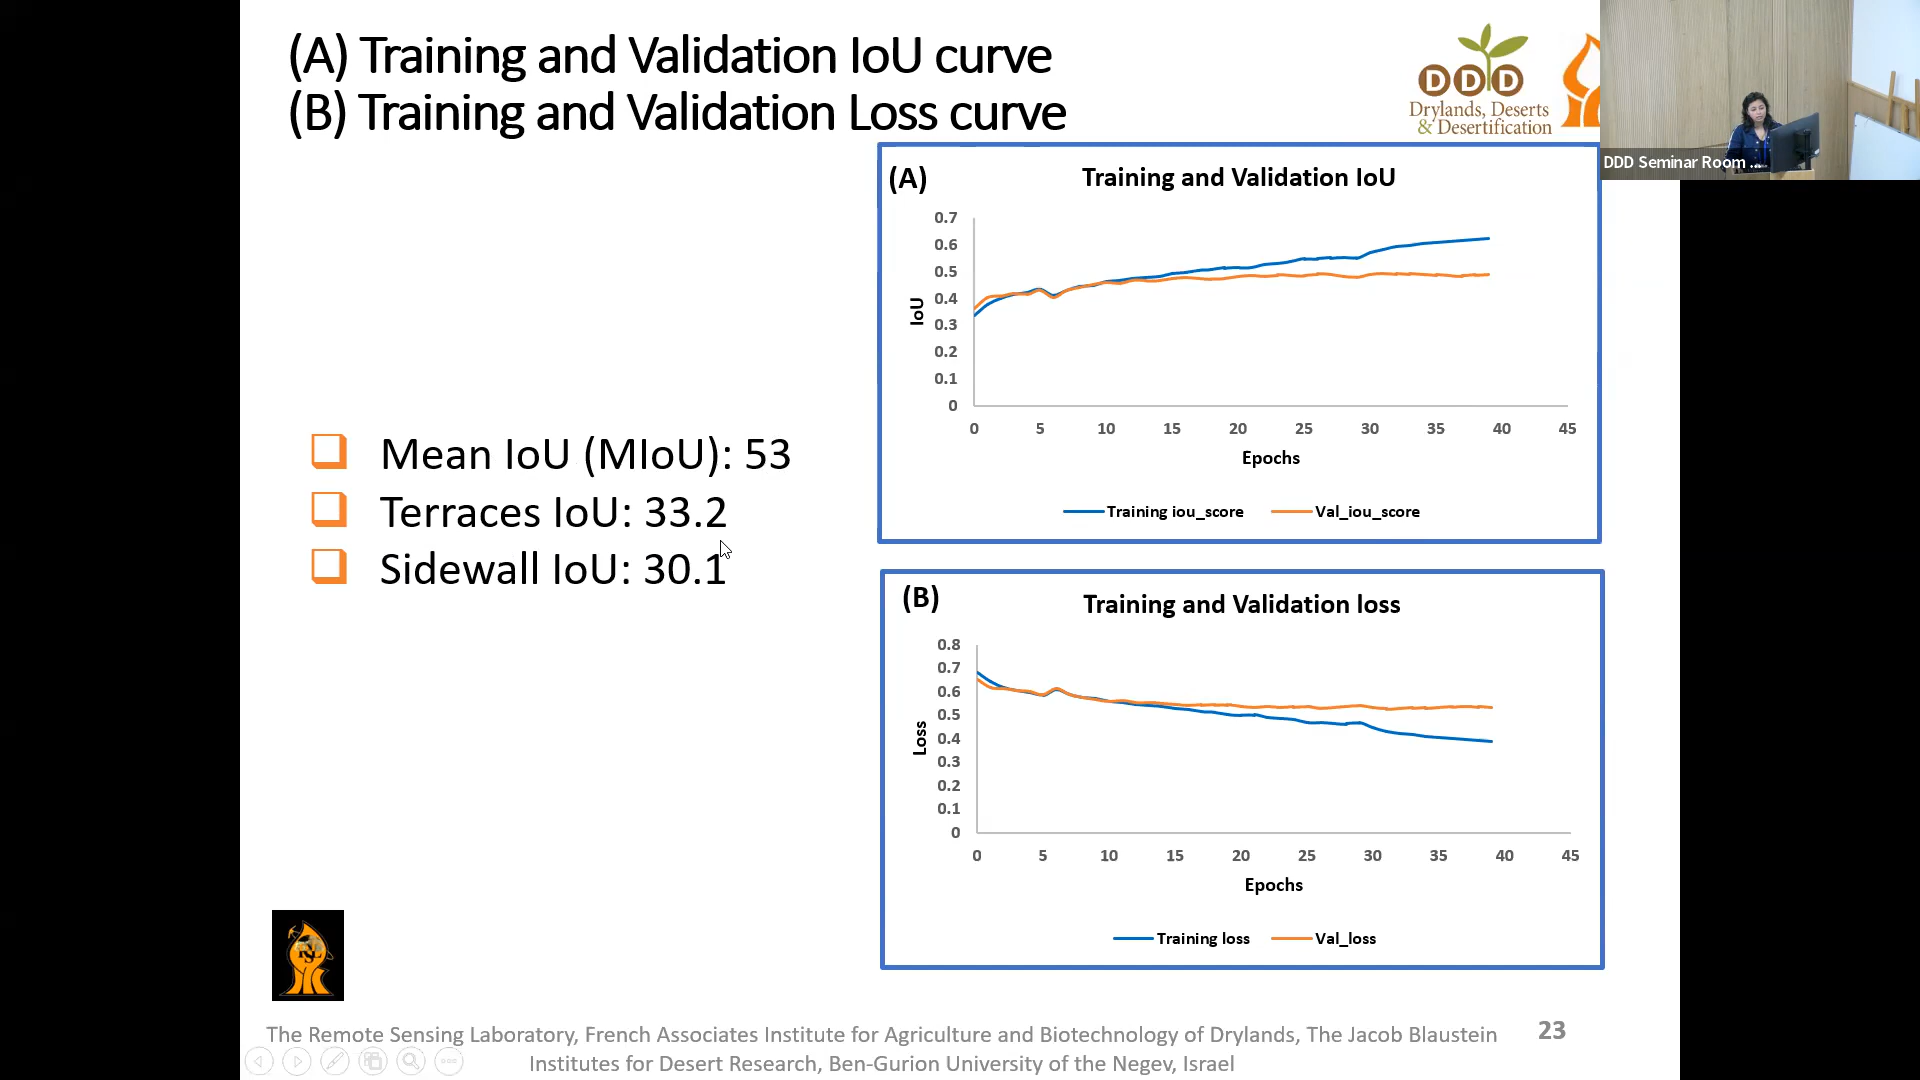 (A) Training and Validation IoU curve
(B) Training and Validation Loss curve
DDD
Drylands, Deserts
& Desertification
DDD Seminar Room ...
Mean IoU (MIoU): 53
Terraces IoU: 33.2
Sidewall IoU: 30.1
(A)
Training and Validation IoU
0.7
0.6
0.5
0.4
0.3
0.2
0.1
0
IoU
0 5 10 15 20 25 30 35 40 45
Epochs
Training iou_score Val_iou_score
(B)
Training and Validation loss
0.8
0.7
0.6
0.5
0.4
0.3
0.2
0.1
0
Loss
0 5 10 15 20 25 30 35 40 45
Epochs
Training loss Val_loss
The Remote Sensing Laboratory, French Associates Institute for Agriculture and Biotechnology of Drylands, The Jacob Blaustein
Institutes for Desert Research, Ben-Gurion University of the Negev, Israel
23